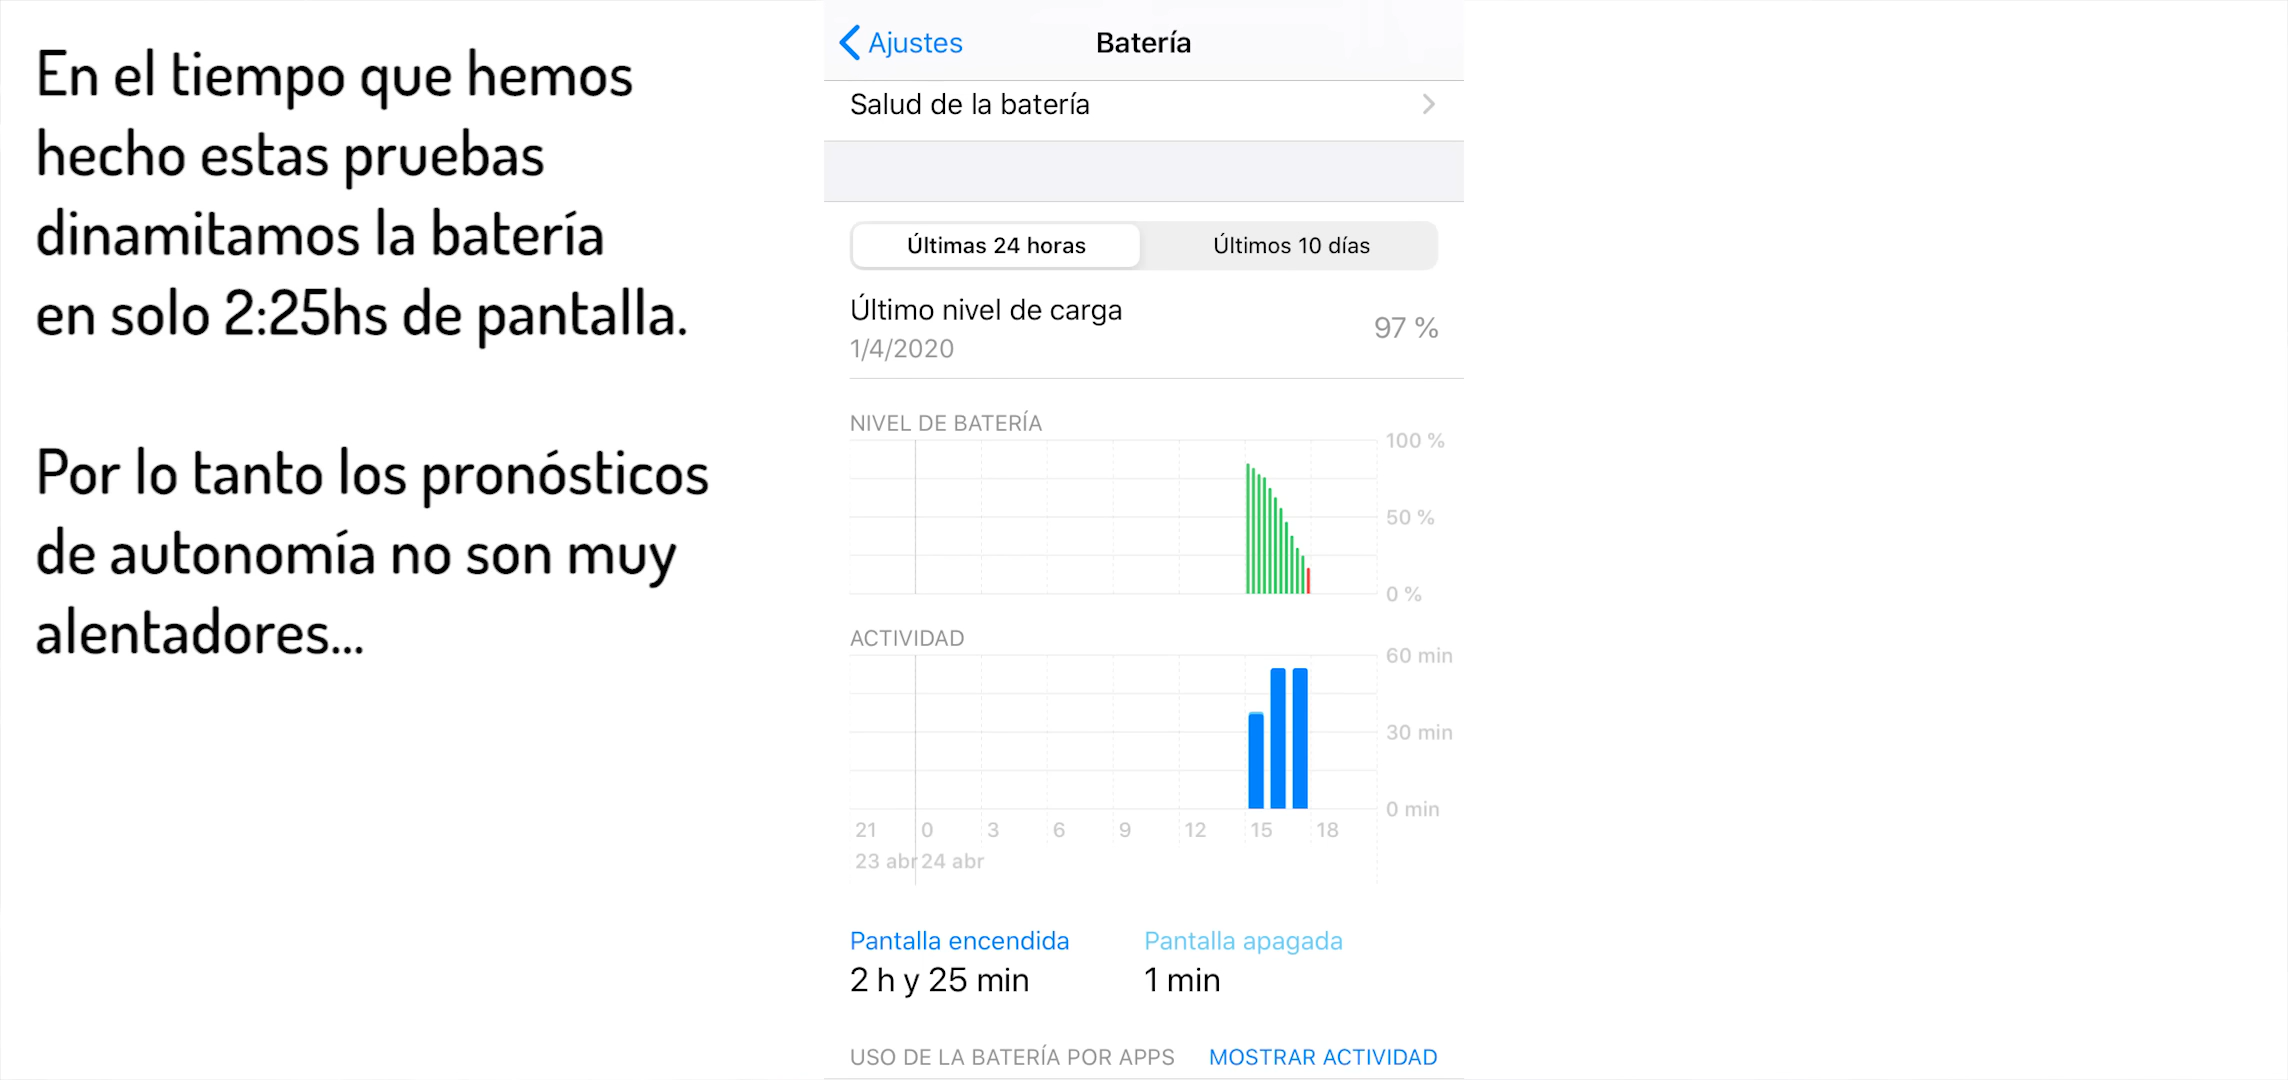 En el tiempo que hemos
hecho estas pruebas
dinamitamos la batería
en solo 2:25hs de pantalla.
Por lo tanto los pronósticos
de autonomía no son muy
alentadores...
Ajustes
Batería
Salud de la batería
Últimas 24 horas
Últimos 10 días
Último nivel de carga
1/4/2020
97 %
NIVEL DE BATERÍA
100 %
50 %
0 %
ACTIVIDAD
60 min
30 min
0 min
21 0 3 6 9 12 15 18
23 abr 24 abr
Pantalla encendida
2 h y 25 min
Pantalla apagada
1 min
USO DE LA BATERÍA POR APPS
MOSTRAR ACTIVIDAD